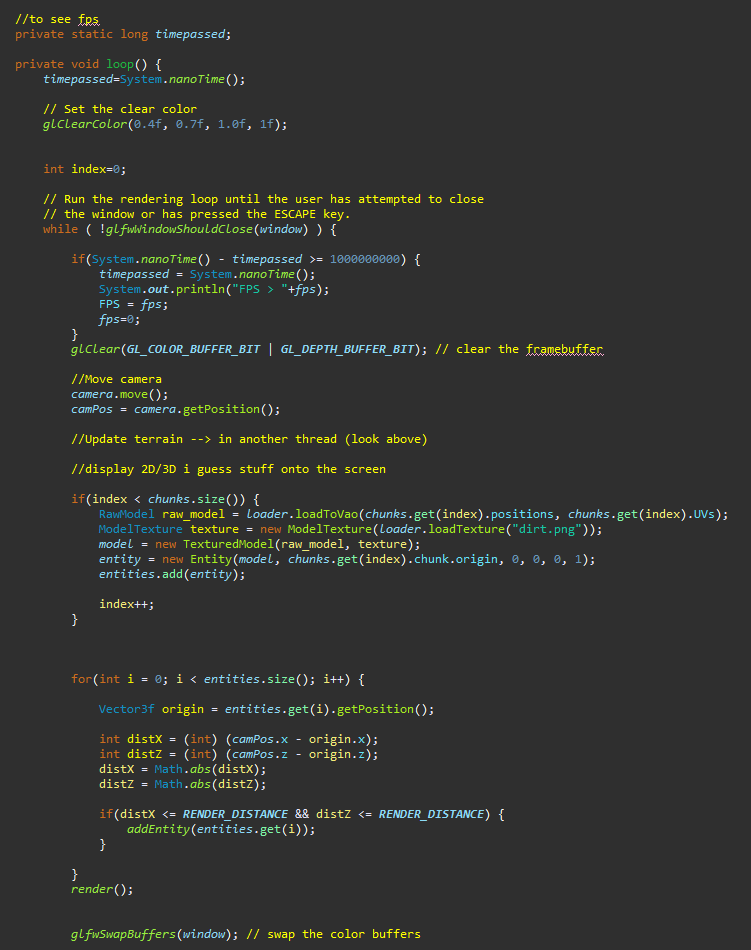 //to see fps
private static long timepassed;
private void loop() {
timepassed=System.nanoTime();
// Set the clear color
glClearColor(0.4f, 0.7f, 1.0f, 1f);
int index=0;
// Run the rendering loop until the user has attempted to close
// the window or has pressed the ESCAPE key.
while ( !glfwWindowShouldClose(window) ) {
if(System.nanoTime() - timepassed >= 1000000000) {
timepassed = System.nanoTime();
System.out.println("FPS > "+fps);
FPS = fps;
fps=0;
}
glClear(GL_COLOR_BUFFER_BIT | GL_DEPTH_BUFFER_BIT); // clear the framebuffer
//Move camera
camera.move();
camPos = camera.getPosition();
//Update terrain --> in another thread (look above)
//display 2D/3D i guess stuff onto the screen
if(index < chunks.size()) {
RawModel raw_model = loader.loadToVao(chunks.get(index).positions, chunks.get(index).UVs);
ModelTexture texture = new ModelTexture(loader.loadTexture("dirt.png"));
model = new TexturedModel(raw_model, texture);
entity = new Entity(model, chunks.get(index).chunk.origin, 0, 0, 0, 1);
entities.add(entity);
index++;
}
for(int i = 0; i < entities.size(); i++) {
Vector3f origin = entities.get(i).getPosition();
int distX = (int) (camPos.x - origin.x);
int distZ = (int) (camPos.z - origin.z);
distX = Math.abs(distX);
distZ = Math.abs(distZ);
if(distX <= RENDER_DISTANCE && distZ <= RENDER_DISTANCE) {
addEntity(entities.get(i));
}
}
render();
glfwSwapBuffers(window); // swap the color buffers